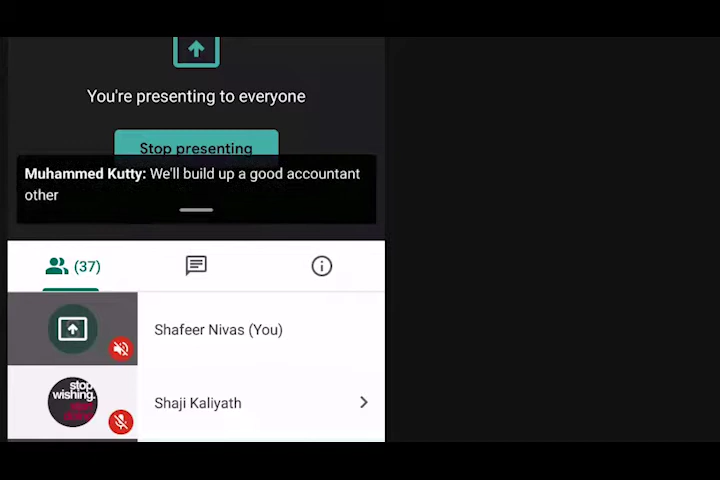 You're presenting to everyone
Stop presenting
Muhammed Kutty: We'll build up a good accountant
other
(37)
Shafeer Nivas (You)
stop
wishing.
Shaji Kaliyath